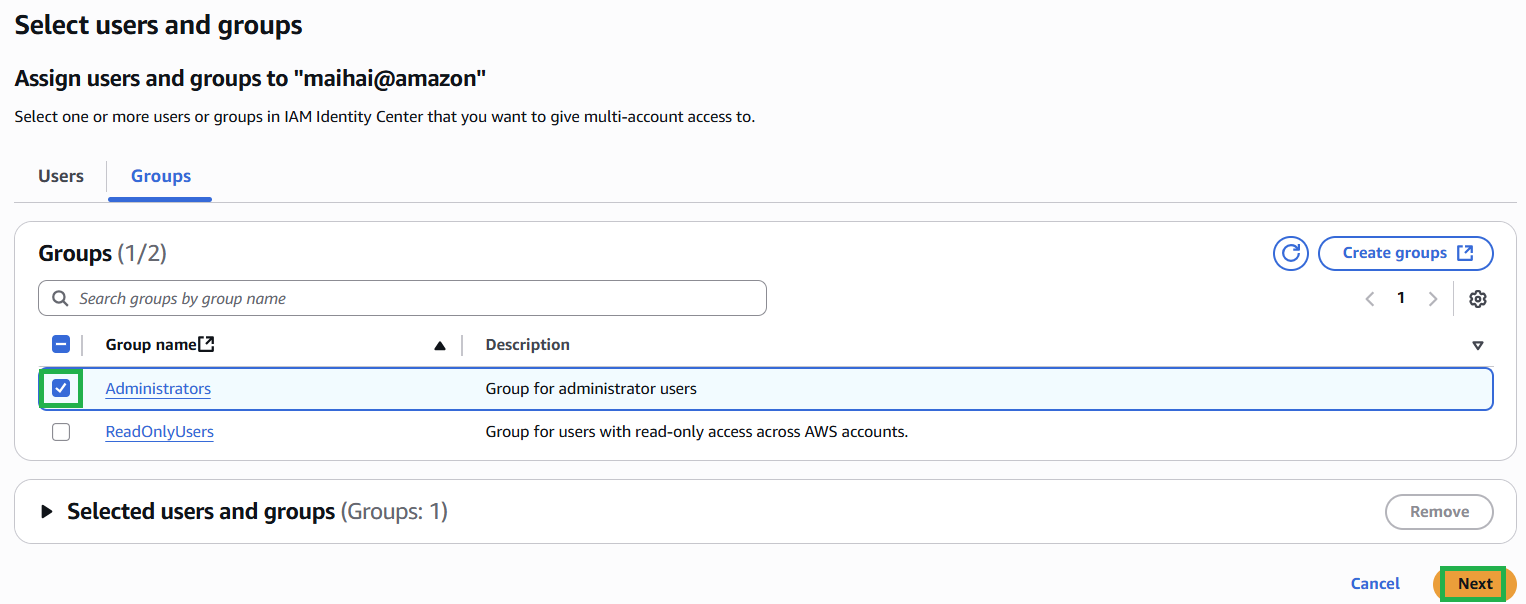 Select users and groups
Assign users and groups to "maihai@amazon"
Select one or more users or groups in IAM Identity Center that you want to give multi-account access to.
Users Groups
Groups (1/2) Create groups
Search groups by group name 1
Group name Description
Administrators Group for administrator users
ReadOnlyUsers Group for users with read-only access across AWS accounts.
Selected users and groups (Groups: 1) Remove
Cancel Next